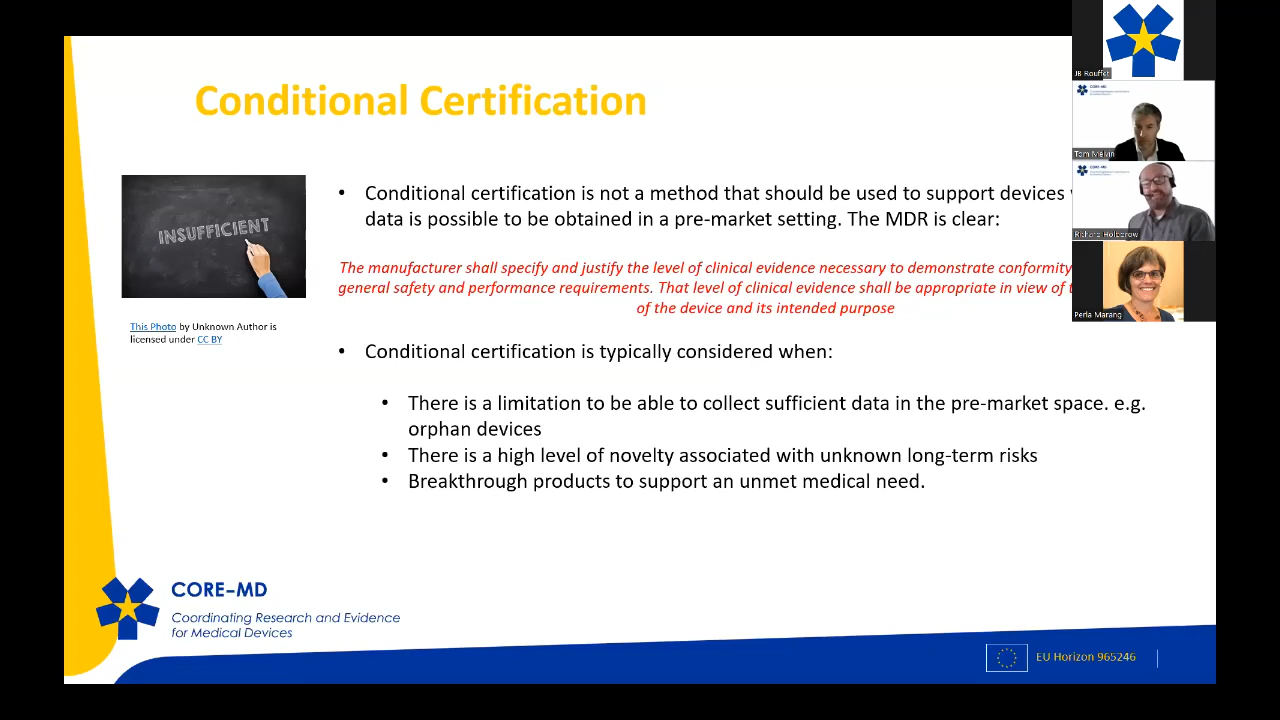 Conditional Certification
INSUFFICIENT
This Photo by Unknown Author is
licensed under CC BY
• Conditional certification is not a method that should be used to support devices
data is possible to be obtained in a pre-market setting. The MDR is clear:
The manufacturer shall specify and justify the level of clinical evidence necessary to demonstrate conformity
general safety and performance requirements. That level of clinical evidence shall be appropriate in view of
of the device and its intended purpose
• Conditional certification is typically considered when:
• There is a limitation to be able to collect sufficient data in the pre-market space. e.g.
orphan devices
• There is a high level of novelty associated with unknown long-term risks
• Breakthrough products to support an unmet medical need.
CORE-MD
Coordinating Research and Evidence
for Medical Devices
EU Horizon 965246
JB Rouffet
CORE-MD
Tom Melvin
CORE-MD
Richard Holborow
Perla Marang